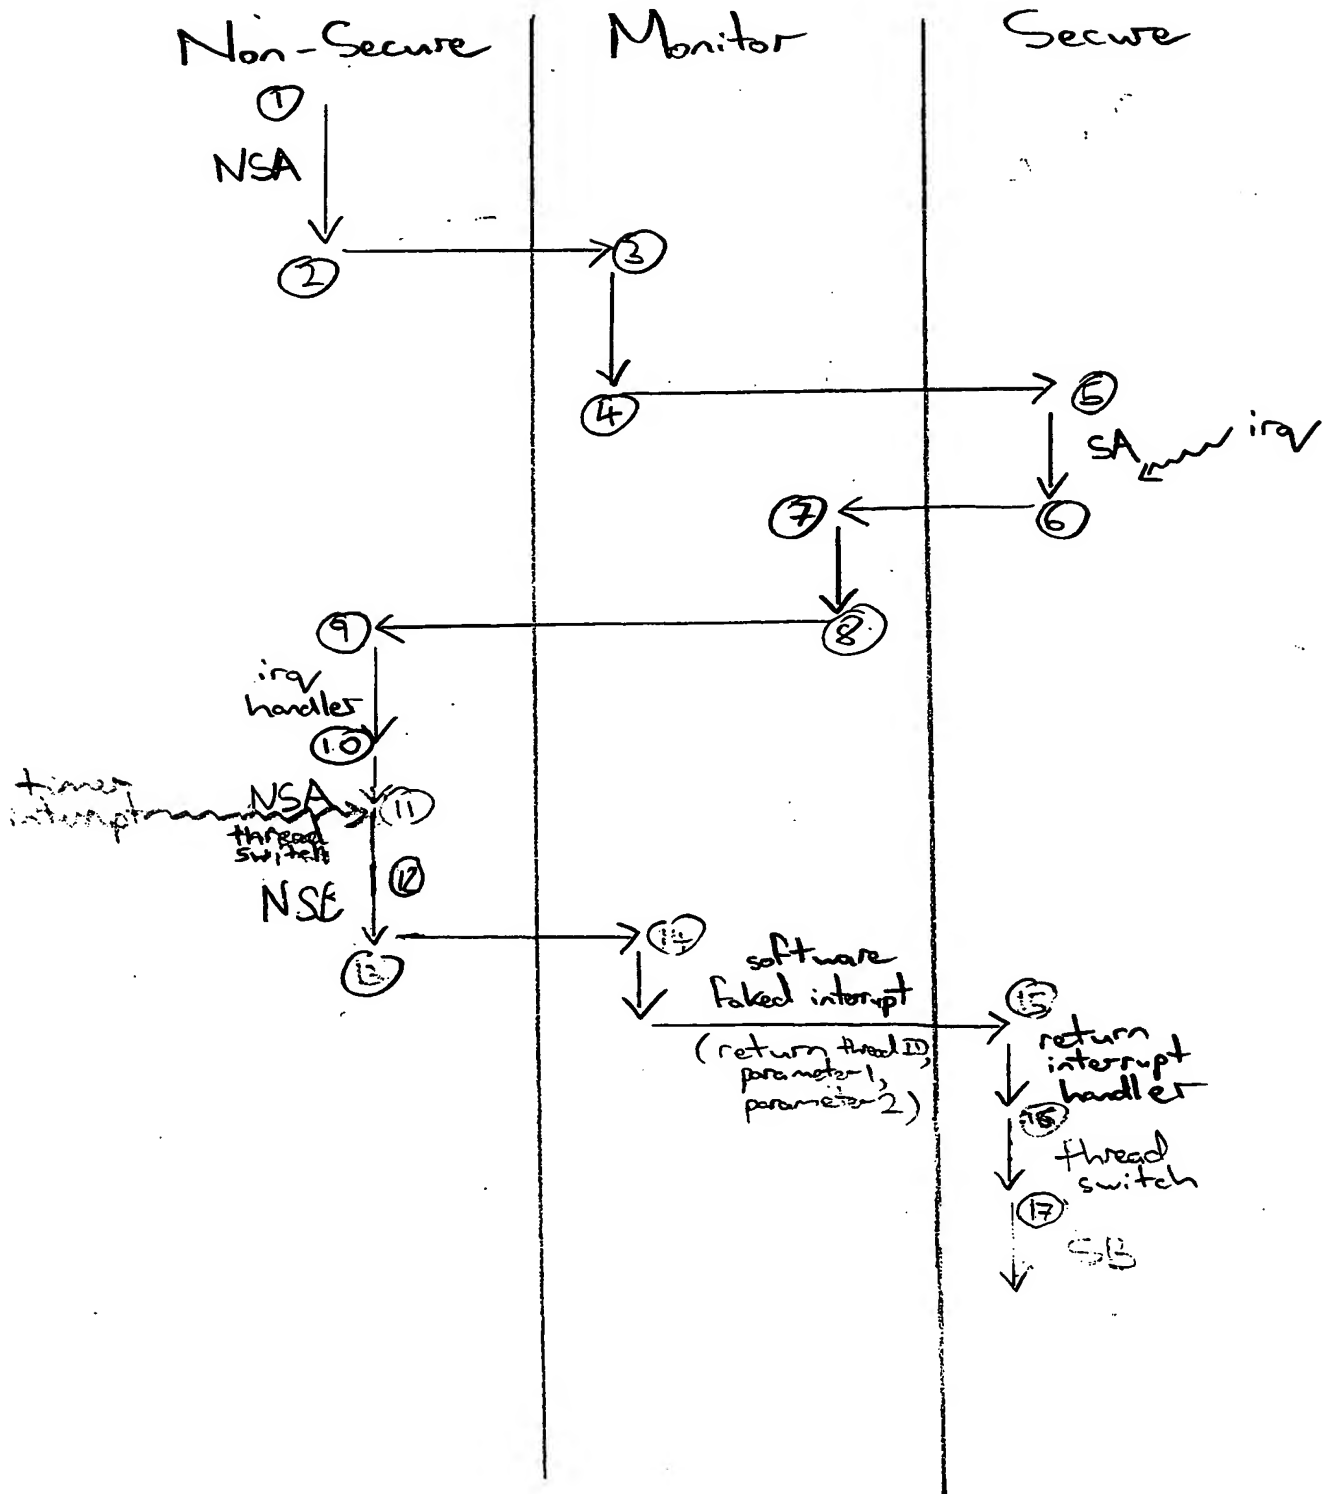 Non-Secure
Monitor
Secure
1
NSA
2
3
4
5
SA
irq
6
7
8
9
irq
handler
10
timer
interrupt
NSA
11
thread
switch
12
NSE
13
14
software
faked interrupt
(return thread ID,
parameter 1,
parameter 2)
15
return
interrupt
handler
16
thread
switch
17
SB